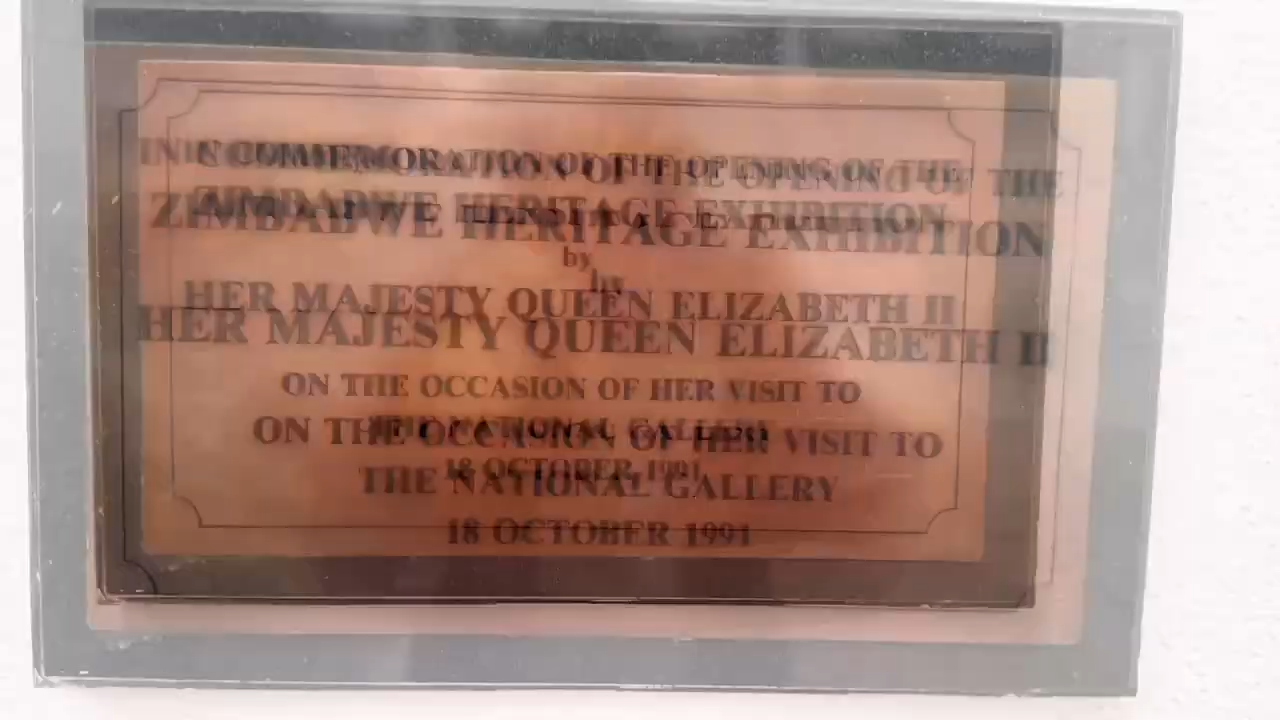 IN COMMEMORATION OF THE OPENING OF THE
ZIMBABWE HERITAGE EXHIBITION
by
HER MAJESTY QUEEN ELIZABETH II
ON THE OCCASION OF HER VISIT TO
THE NATIONAL GALLERY
18 OCTOBER 1991